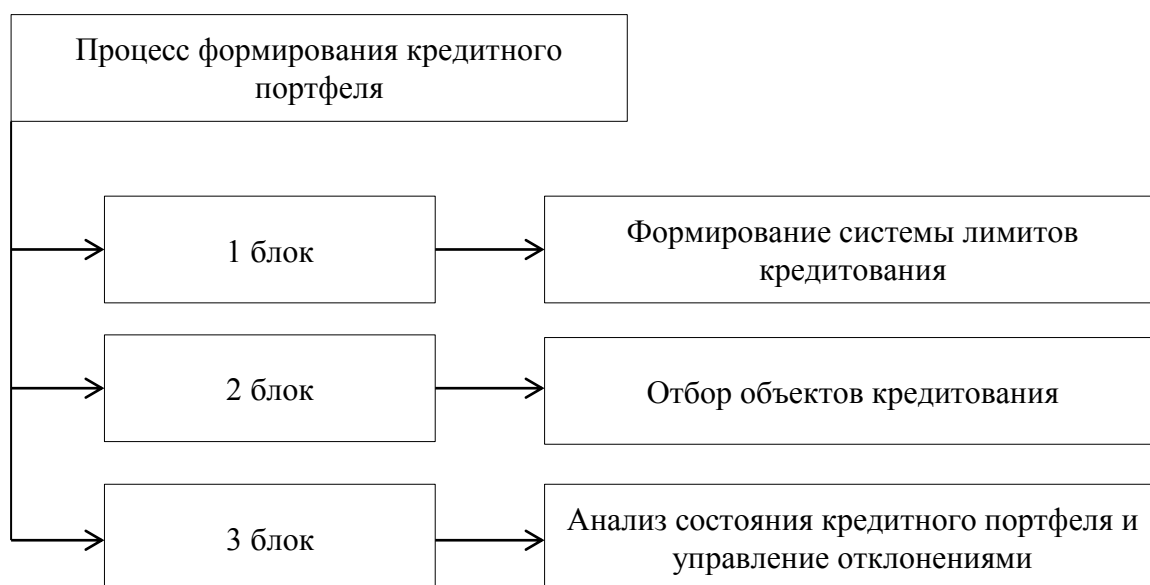 Процесс формирования кредитного
портфеля
1 блок
Формирование системы лимитов
кредитования
2 блок
Отбор объектов кредитования
3 блок
Анализ состояния кредитного портфеля и
управление отклонениями